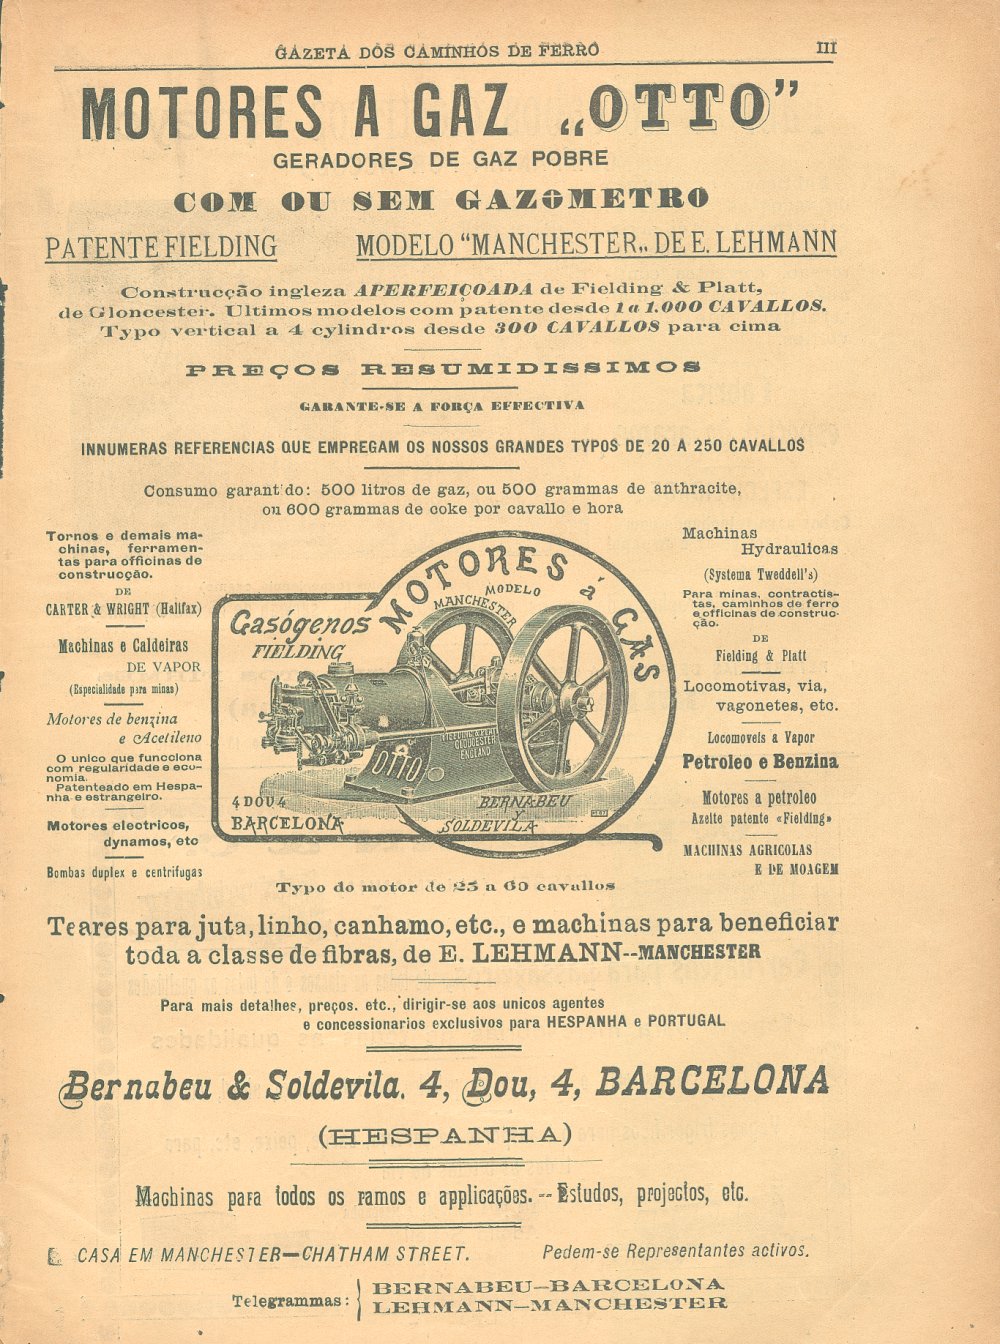 GAZETA DOS CAMINHOS DE FERRO
III
MOTORES A GAZ „OTTO”
GERADORES DE GAZ POBRE
COM OU SEM GAZOMETRO
PATENTE FIELDING
MODELO “MANCHESTER„ DE E. LEHMANN
Construcção ingleza APERFEIÇOADA de Fielding & Platt,
de Gloncester. Ultimos modelos com patente desde 1 a 1.000 CAVALLOS.
Typo vertical a 4 cylindros desde 300 CAVALLOS para cima
PREÇOS RESUMIDISSIMOS
GARANTE-SE A FORÇA EFFECTIVA
INNUMERAS REFERENCIAS QUE EMPREGAM OS NOSSOS GRANDES TYPOS DE 20 A 250 CAVALLOS
Consumo garant do: 500 litros de gaz, ou 500 grammas de anthracite,
ou 600 grammas de coke por cavallo e hora
Tornos e demais ma-
chinas, ferramen-
tas para officinas de
construcção.
DE
CARTER & WRIGHT (Halifax)
Machinas e Caldeiras
DE VAPOR
(Especialidade para minas)
Motores de benzina
e Acetileno
O unico que funcciona
com regularidade e eco-
nomia.
Patenteado em Hespa-
nha e estrangeiro.
Motores electricos,
dynamos, etc
Bombas duplex e centrifugas
MOTORES á GAS
MODELO
MANCHESTER
Gasógenos
FIELDING
FIELDING & PLATT
GLOUCESTER
ENGLAND
OTTO
4 DOU 4
BARCELONA
BERNABEU
Y
SOLDEVILA
Machinas
Hydraulicas
(Systema Tweddell's)
Para minas, contractis-
tas, caminhos de ferro
e officinas de construc-
ção.
DE
Fielding & Platt
Locomotivas, via,
vagonetes, etc.
Locomoveis a Vapor
Petroleo e Benzina
Motores a petroleo
Azeite patente «Fielding»
MACHINAS AGRICOLAS
E DE MOAGEM
Typo do motor de 25 a 60 cavallos
Teares para juta, linho, canhamo, etc., e machinas para beneficiar
toda a classe de fibras, de E. LEHMANN--MANCHESTER
Para mais detalhes, preços. etc., dirigir-se aos unicos agentes
e concessionarios exclusivos para HESPANHA e PORTUGAL
Bernabeu & Soldevila. 4, Dou, 4, BARCELONA
(HESPANHA)
Machinas para todos os ramos e applicações. -- Estudos, projectos, etc.
CASA EM MANCHESTER—CHATHAM STREET.
Pedem-se Representantes activos.
Telegrammas:
BERNABEU—BARCELONA
LEHMANN—MANCHESTER